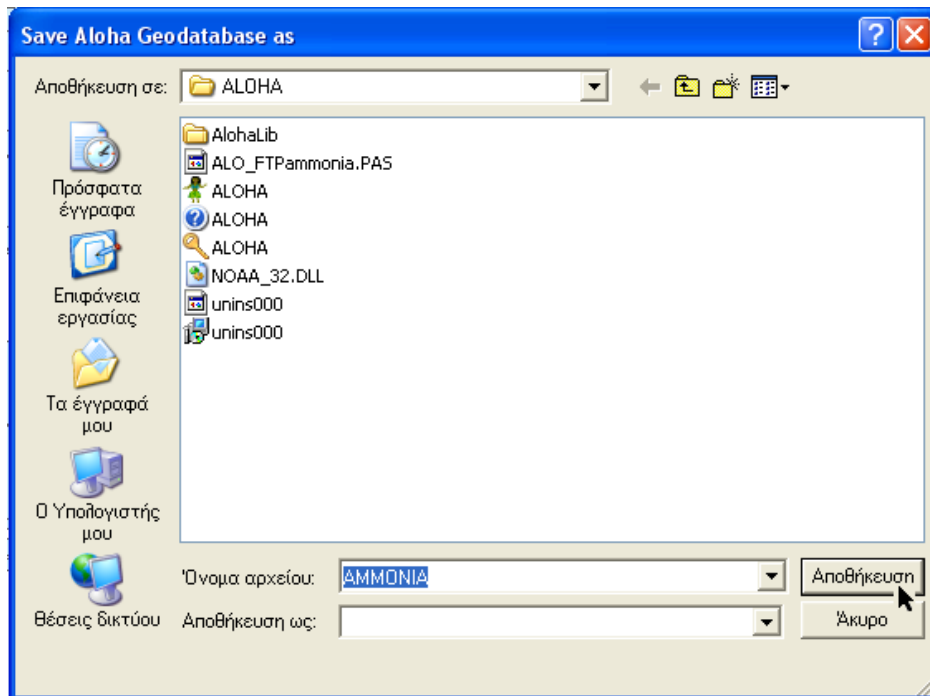 Save Aloha Geodatabase as
Αποθήκευση σε:
ALOHA
Πρόσφατα
έγγραφα
Επιφάνεια
εργασίας
Τα έγγραφά
μου
Ο Υπολογιστής
μου
Θέσεις δικτύου
AlohaLib
ALO_FTPammonia.PAS
ALOHA
ALOHA
ALOHA
NOAA_32.DLL
unins000
unins000
Όνομα αρχείου:
AMMONIA
Αποθήκευση
Αποθήκευση ως:
Άκυρο